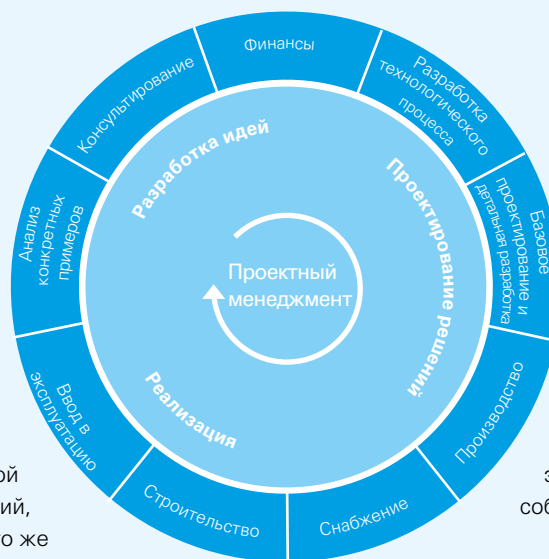 Финансы
Разработка
технологического
процесса
Базовое
проектирование и
детальная разработка
Производство
Снабжение
Строительство
Ввод в
эксплуатацию
Анализ
конкретных
примеров
Консультирование
Разработка идей
Проектирование решений
Реализация
Проектный
менеджмент